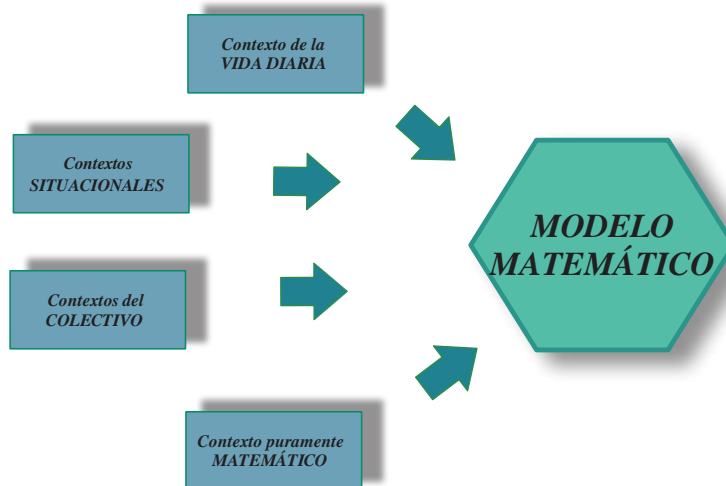 Contexto de la
VIDA DIARIA
Contextos
SITUACIONALES
Contextos del
COLECTIVO
Contexto puramente
MATEMÁTICO
MODELO
MATEMÁTICO